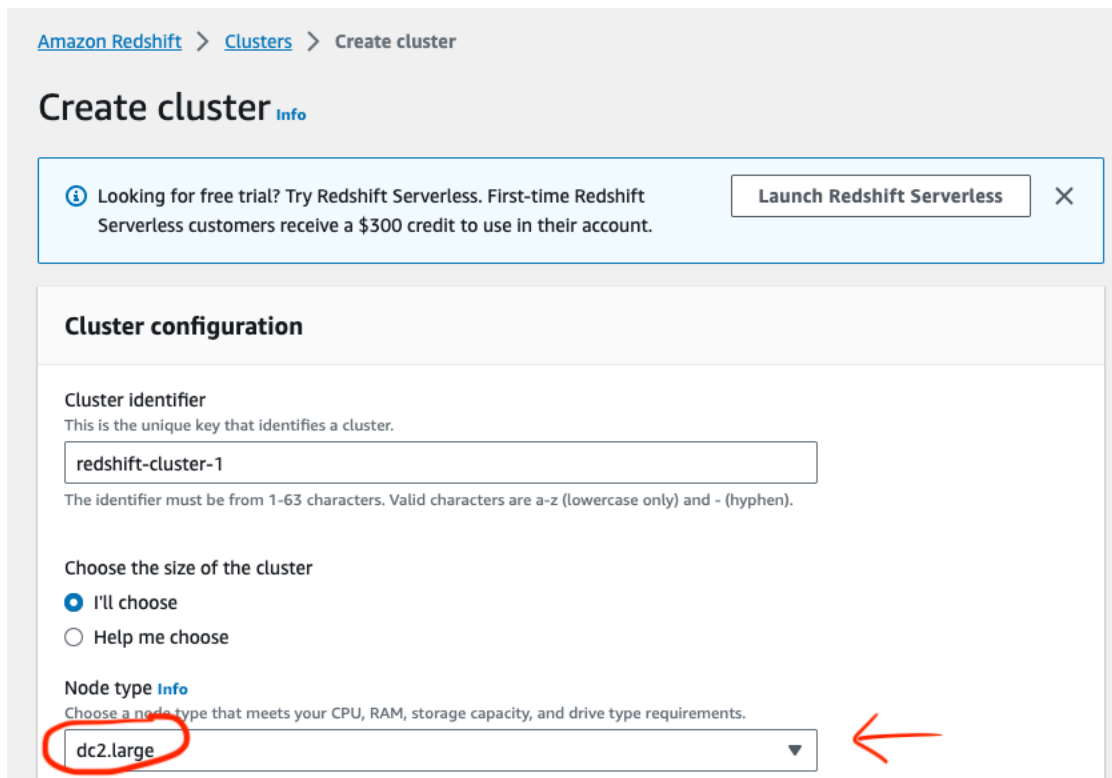 Amazon Redshift > Clusters > Create cluster
Create cluster Info
Looking for free trial? Try Redshift Serverless. First-time Redshift
Serverless customers receive a $300 credit to use in their account.
Launch Redshift Serverless
Cluster configuration
Cluster identifier
This is the unique key that identifies a cluster.
redshift-cluster-1
The identifier must be from 1-63 characters. Valid characters are a-z (lowercase only) and - (hyphen).
Choose the size of the cluster
I'll choose
Help me choose
Node type Info
Choose a node type that meets your CPU, RAM, storage capacity, and drive type requirements.
dc2.large